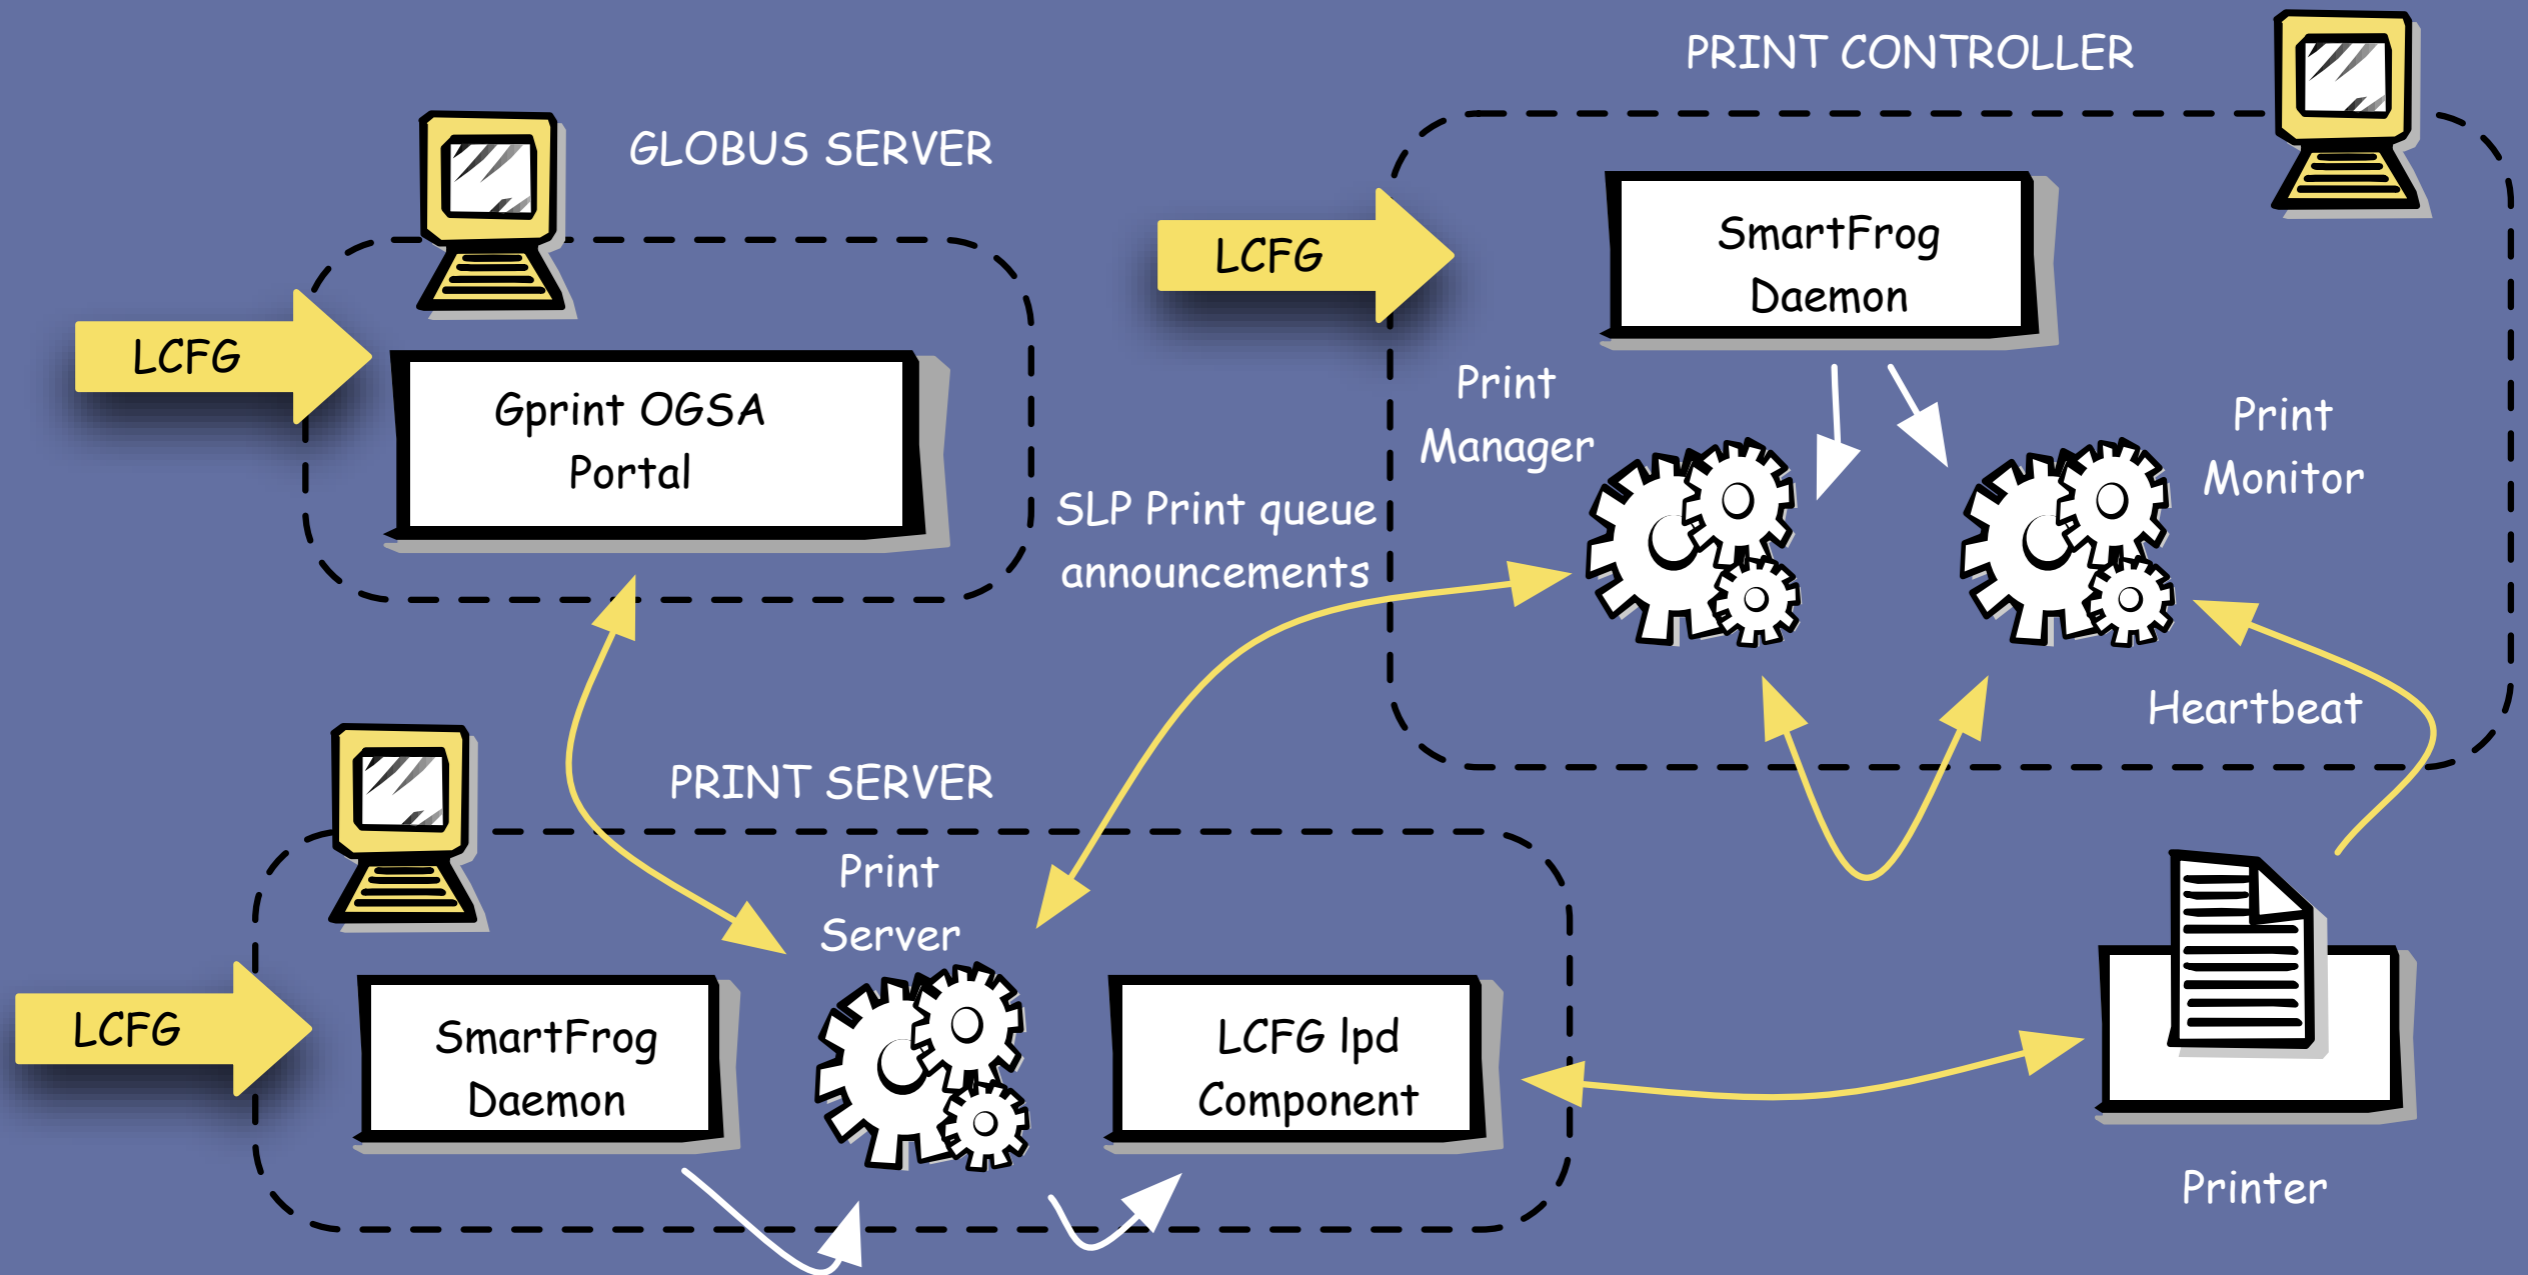 PRINT CONTROLLER
GLOBUS SERVER
LCFG
SmartFrog
Daemon
LCFG
Gprint OGSA
Portal
Print
Manager
Print
Monitor
SLP Print queue
announcements
Heartbeat
PRINT SERVER
Print
Server
LCFG
SmartFrog
Daemon
LCFG lpd
Component
Printer